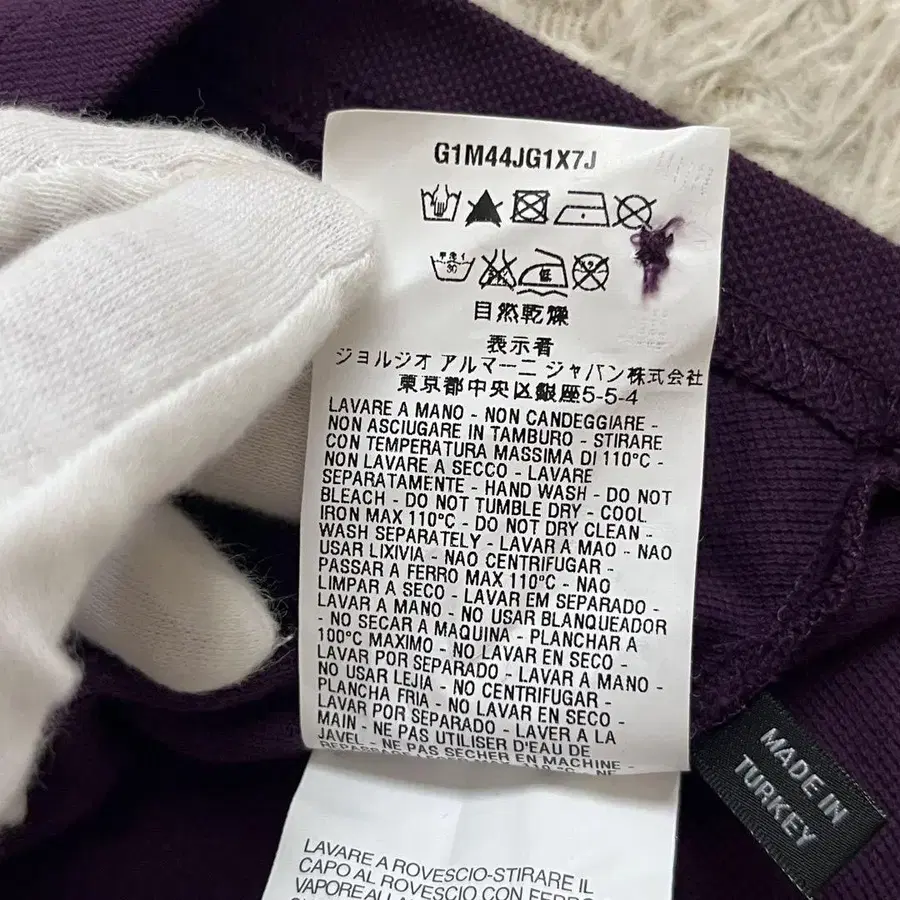 G1M44JG1X7J
自然乾燥
表示者
ジョルジオ アルマーニ ジャパン株式会社
東京都中央区銀座5-5-4
LAVARE A MANO - NON CANDEGGIARE -
NON ASCIUGARE IN TAMBURO - STIRARE
CON TEMPERATURA MASSIMA DI 110°C -
NON LAVARE A SECCO - LAVARE
SEPARATAMENTE - HAND WASH - DO NOT
BLEACH - DO NOT TUMBLE DRY - COOL
IRON MAX 110°C - DO NOT DRY CLEAN -
WASH SEPARATELY - LAVAR A MAO - NAO
USAR LIXIVIA - NAO CENTRIFUGAR -
PASSAR A FERRO MAX 110°C - NAO
LIMPAR A SECO - LAVAR EM SEPARADO -
LAVAR A MANO - NO USAR BLANQUEADOR
- NO SECAR A MAQUINA - PLANCHAR A
100°C MAXIMO - NO LAVAR EN SECO -
LAVAR POR SEPARADO - LAVAR A MANO -
NO USAR LEJIA - NO CENTRIFUGAR -
PLANCHA FRIA - NO LAVAR EN SECO -
LAVAR POR SEPARADO - LAVER A LA
MAIN - NE PAS UTILISER D'EAU DE
JAVEL - NE PAS SECHER EN MACHINE -
MADE IN
TURKEY
LAVARE A ROVESCIO-STIRARE IL
CAPO AL ROVESCIO CON FERRO